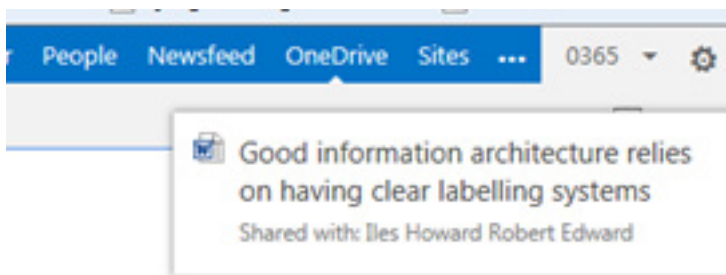 People Newsfeed OneDrive Sites ••• 0365
Good information architecture relies
on having clear labelling systems
Shared with: Iles Howard Robert Edward